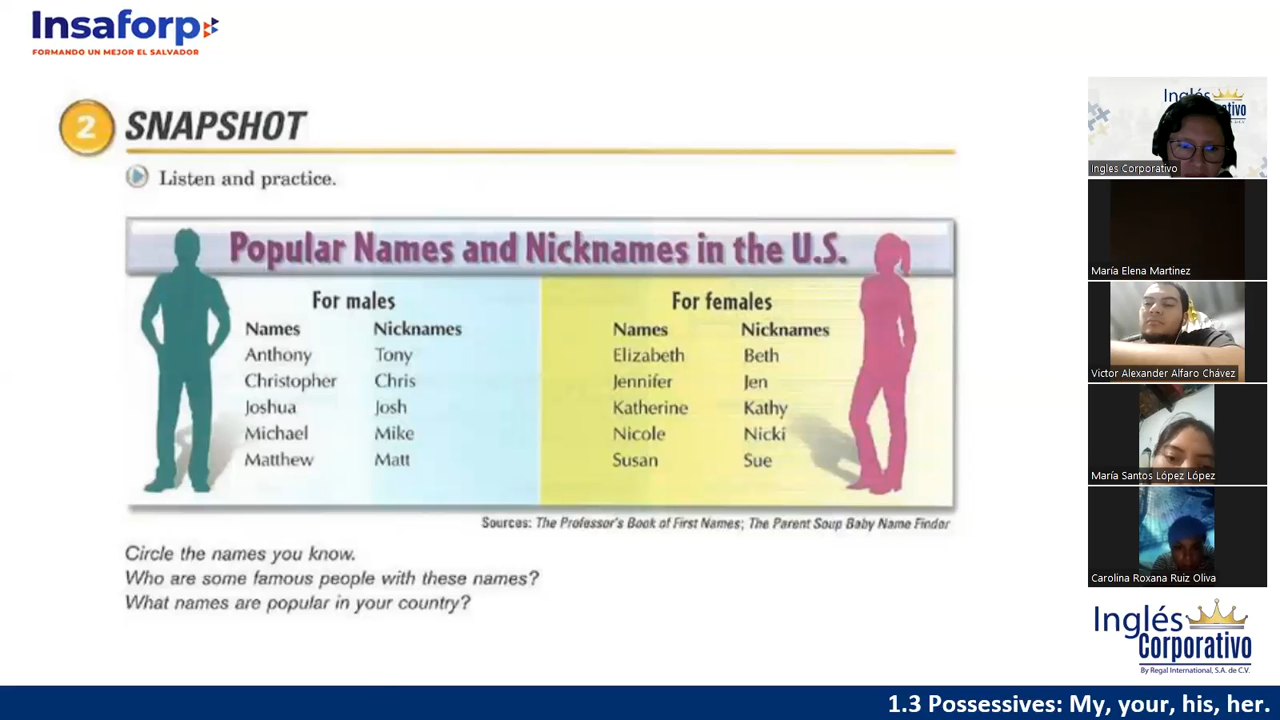 Insaforp
FORMANDO UN MEJOR EL SALVADOR
2 SNAPSHOT
Listen and practice.
Popular Names and Nicknames in the U.S.
For males
Names Nicknames
Anthony Tony
Christopher Chris
Joshua Josh
Michael Mike
Matthew Matt
For females
Names Nicknames
Elizabeth Beth
Jennifer Jen
Katherine Kathy
Nicole Nicki
Susan Sue
Sources: The Professor's Book of First Names; The Parent Soup Baby Name Finder
Circle the names you know.
Who are some famous people with these names?
What names are popular in your country?
Inglés
Ingles Corporativo
María Elena Martinez
Victor Alexander Alfaro Chávez
María Santos López López
Carolina Roxana Ruiz Oliva
Inglés
Corporativo
By Regal International, S.A. de C.V.
1.3 Possessives: My, your, his, her.